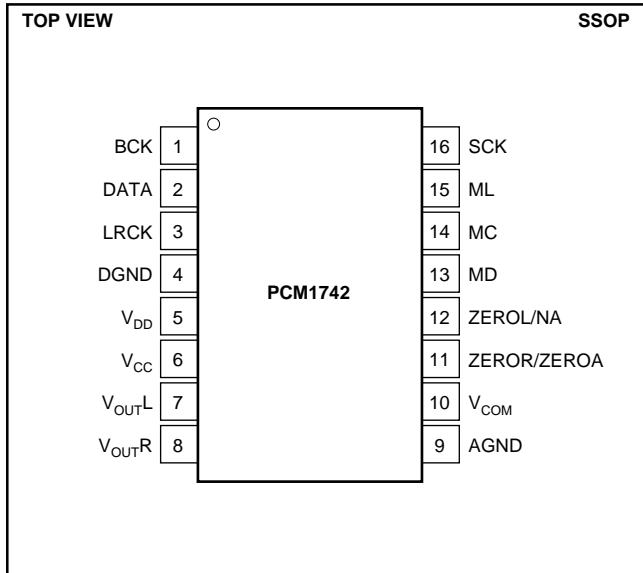 TOP VIEW SSOP
BCK 1 16 SCK
DATA 2 15 ML
LRCK 3 14 MC
DGND 4 13 MD
PCM1742
VDD 5 12 ZEROL/NA
VCC 6 11 ZEROR/ZEROA
VOUTL 7 10 VCOM
VOUTR 8 9 AGND